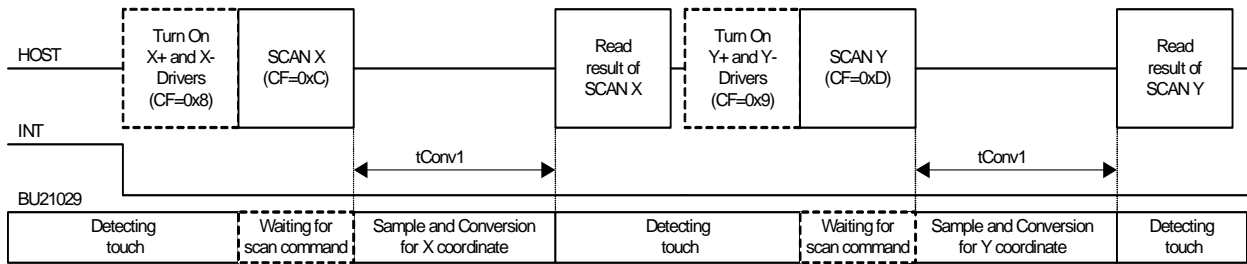 HOST
Turn On
X+ and X-
Drivers
(CF=0x8)
SCAN X
(CF=0xC)
Read
result of
SCAN X
Turn On
Y+ and Y-
Drivers
(CF=0x9)
SCAN Y
(CF=0xD)
Read
result of
SCAN Y
INT
tConv1
tConv1
BU21029
Detecting
touch
Waiting for
scan command
Sample and Conversion
for X coordinate
Detecting
touch
Waiting for
scan command
Sample and Conversion
for Y coordinate
Detecting
touch